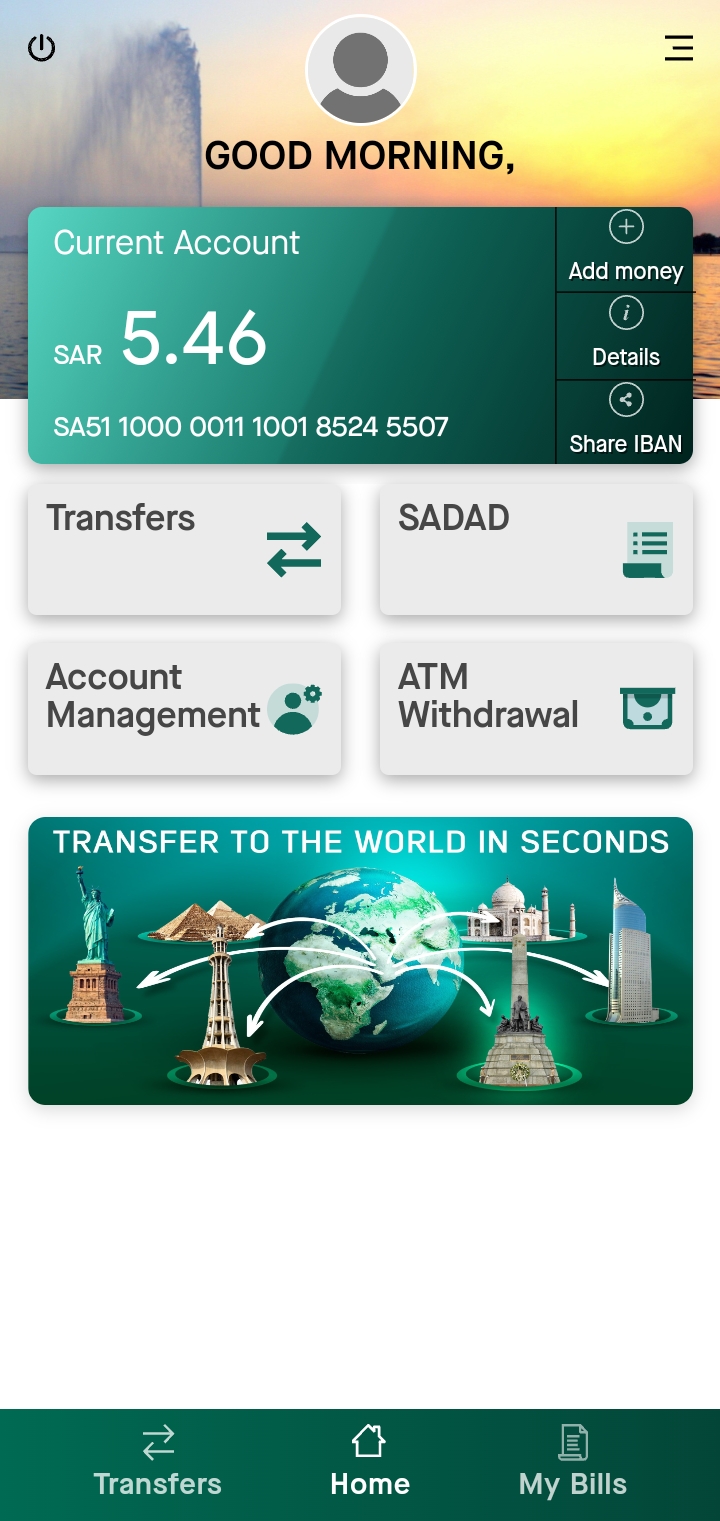 GOOD MORNING,
Current Account
Add money
SAR 5.46
Details
SA51 1000 0011 1001 8524 5507
Share IBAN
Transfers
SADAD
Account
Management
ATM
Withdrawal
TRANSFER TO THE WORLD IN SECONDS
Transfers
Home
My Bills